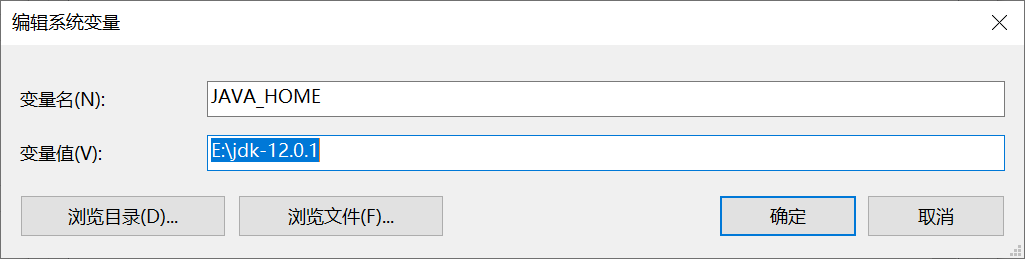 编辑系统变量
变量名(N):
JAVA_HOME
变量值(V):
E:\jdk-12.0.1
浏览目录(D)...
浏览文件(F)...
确定
取消